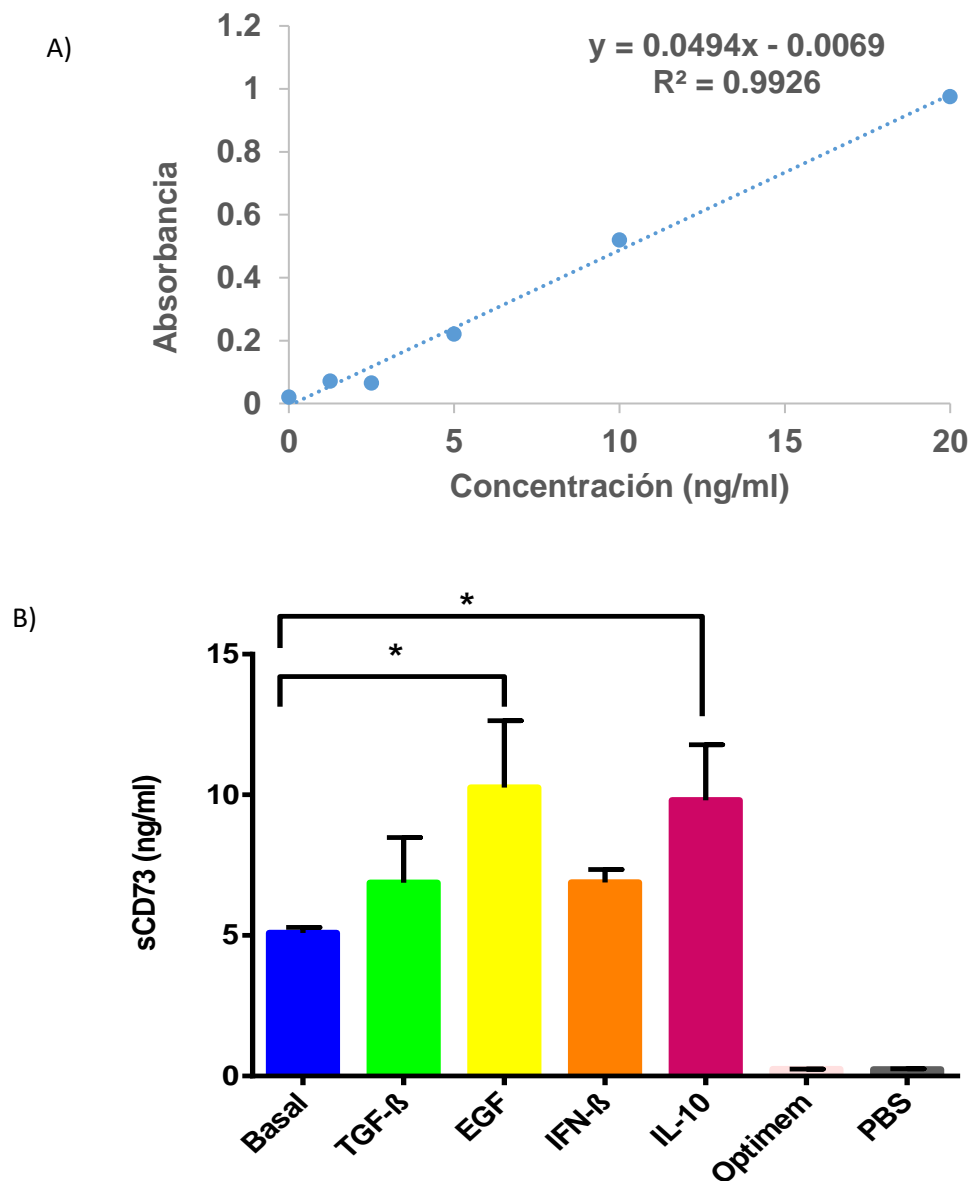 A)
y = 0.0494x - 0.0069
R² = 0.9926
Absorbancia
1.2
1
0.8
0.6
0.4
0.2
0
0 5 10 15 20
Concentración (ng/ml)
B)
*
*
sCD73 (ng/ml)
15
10
5
0
Basal
TGF-ß
EGF
IFN-ß
IL-10
Optimem
PBS